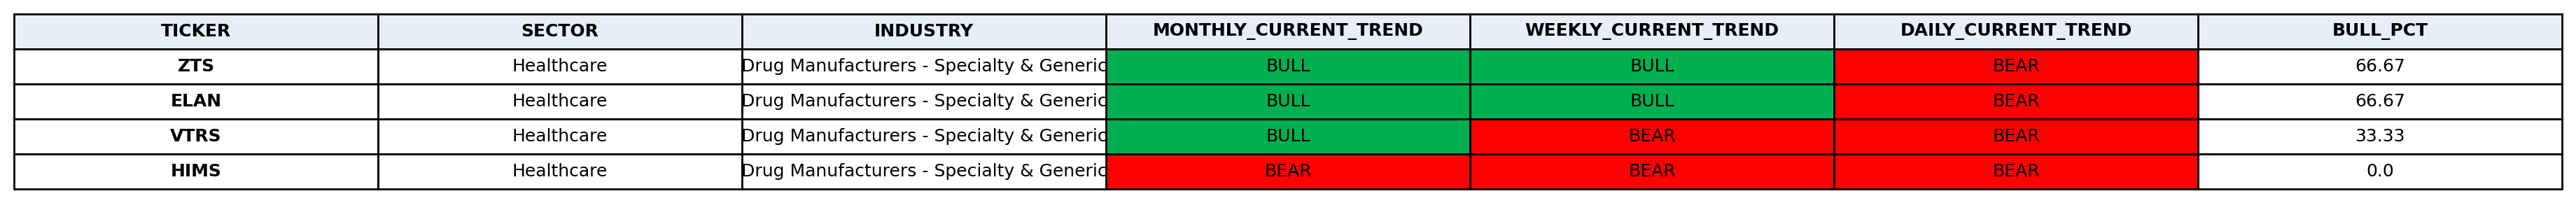 TICKER SECTOR INDUSTRY MONTHLY_CURRENT_TREND WEEKLY_CURRENT_TREND DAILY_CURRENT_TREND BULL_PCT
ZTS Healthcare Drug Manufacturers - Specialty & Generic BULL BULL BEAR 66.67
ELAN Healthcare Drug Manufacturers - Specialty & Generic BULL BULL BEAR 66.67
VTRS Healthcare Drug Manufacturers - Specialty & Generic BULL BEAR BEAR 33.33
HIMS Healthcare Drug Manufacturers - Specialty & Generic BEAR BEAR BEAR 0.0